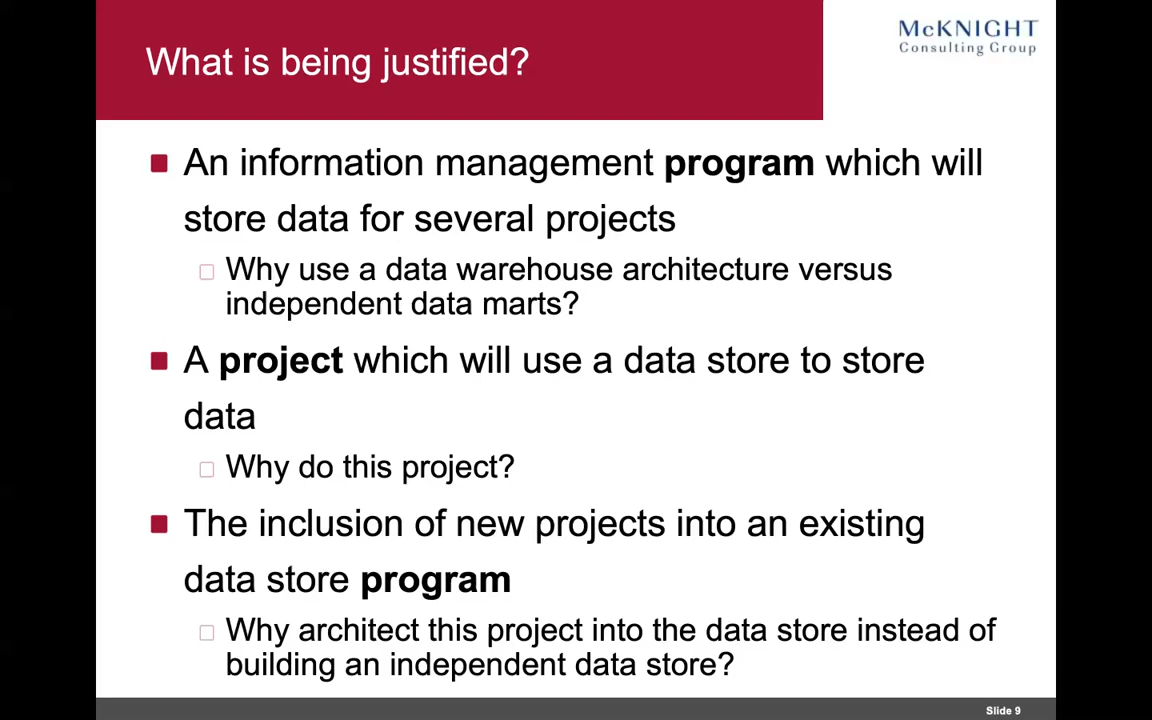 What is being justified?
McKNIGHT
Consulting Group
An information management program which will
store data for several projects
Why use a data warehouse architecture versus
independent data marts?
A project which will use a data store to store
data
Why do this project?
The inclusion of new projects into an existing
data store program
Why architect this project into the data store instead of
building an independent data store?
Slide 9